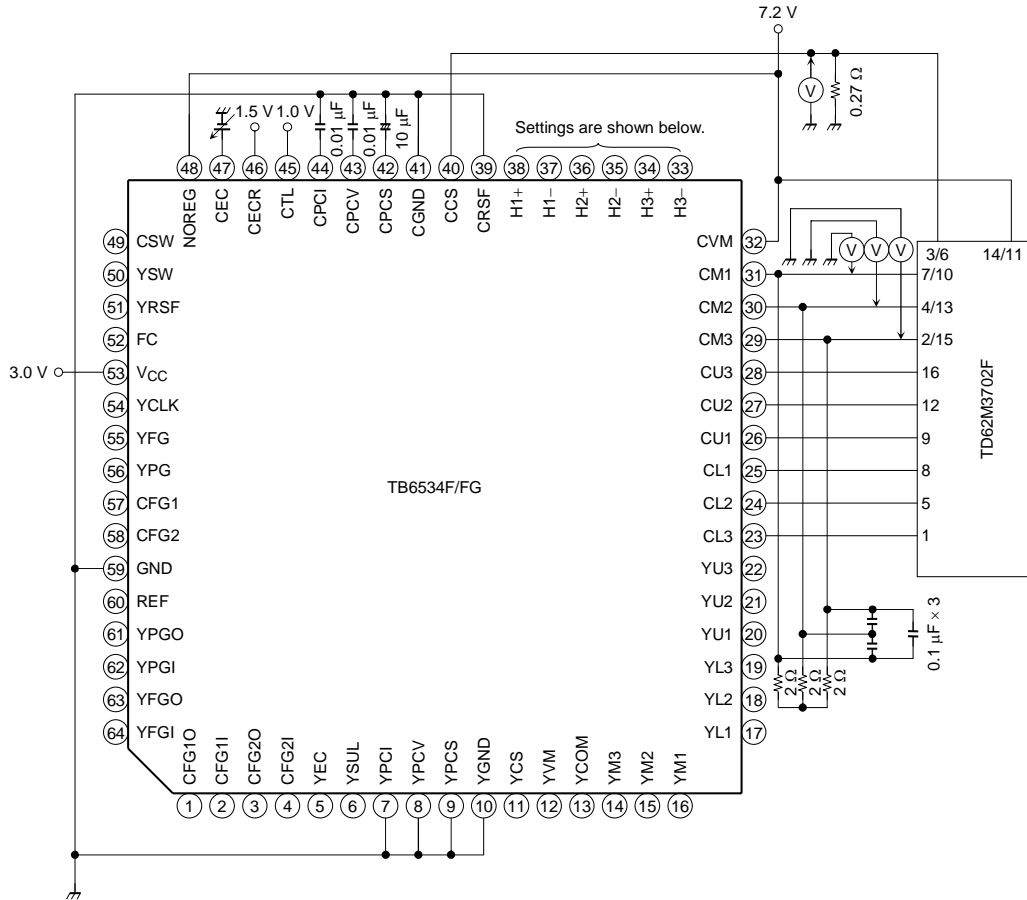 7.2 V
1.5 V 1.0 V
0.01 μF
0.01 μF
10 μF
V
0.27 Ω
Settings are shown below.
48 47 46 45 44 43 42 41 40 39 38 37 36 35 34 33
NOREG CEC CECR CTL CPCI CPCV CPCS CGND CCS CRSF H1+ H1− H2+ H2− H3+ H3−
V V V
3/6 14/11
49 CSW CVM 32
50 YSW CM1 31 7/10
51 YRSF CM2 30 4/13
52 FC CM3 29 2/15
3.0 V 53 VCC CU3 28 16
54 YCLK CU2 27 12
55 YFG CU1 26 9
56 YPG CL1 25 8
57 CFG1 CL2 24 5
58 CFG2 CL3 23 1
TB6534F/FG
TD62M3702F
59 GND YU3 22
60 REF YU2 21
61 YPGO YU1 20
62 YPGI YL3 19
63 YFGO YL2 18
64 YFGI YL1 17
0.1 μF × 3
2 Ω
2 Ω
2 Ω
CFG1O CFG1I CFG2O CFG2I YEC YSUL YPCI YPCV YPCS YGND YCS YVM YCOM YM3 YM2 YM1
1 2 3 4 5 6 7 8 9 10 11 12 13 14 15 16